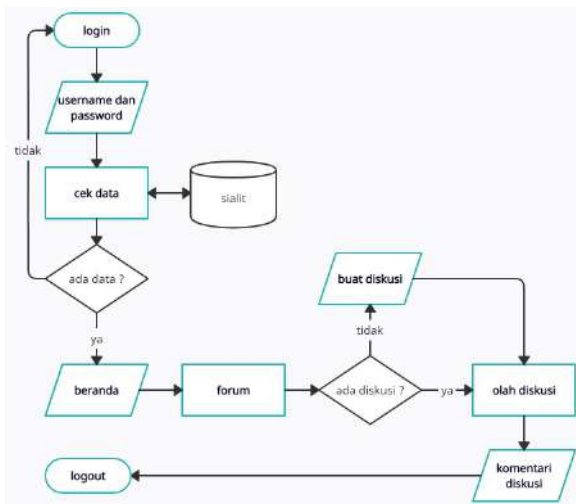 login
username dan
password
tidak
cek data
sialit
ada data ?
ya
buat diskusi
tidak
beranda
forum
ada diskusi ?
ya
olah diskusi
komentari
diskusi
logout